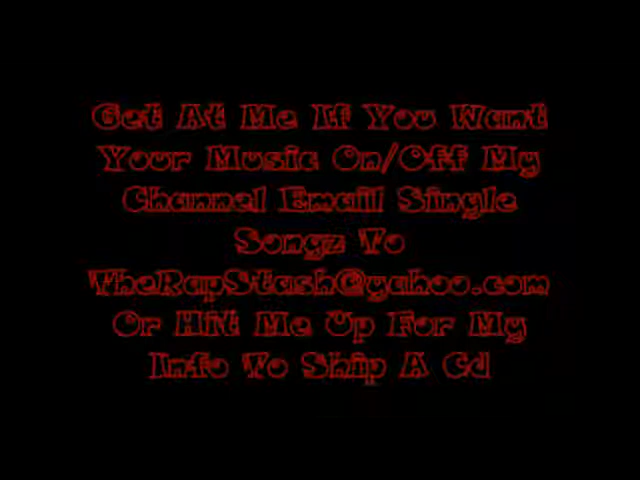 Get At Me If You Want
Your Music On/Off My
Channel Email Single
Songz To
TheRapStash@yahoo.com
Or Hit Me Up For My
Info To Ship A Cd